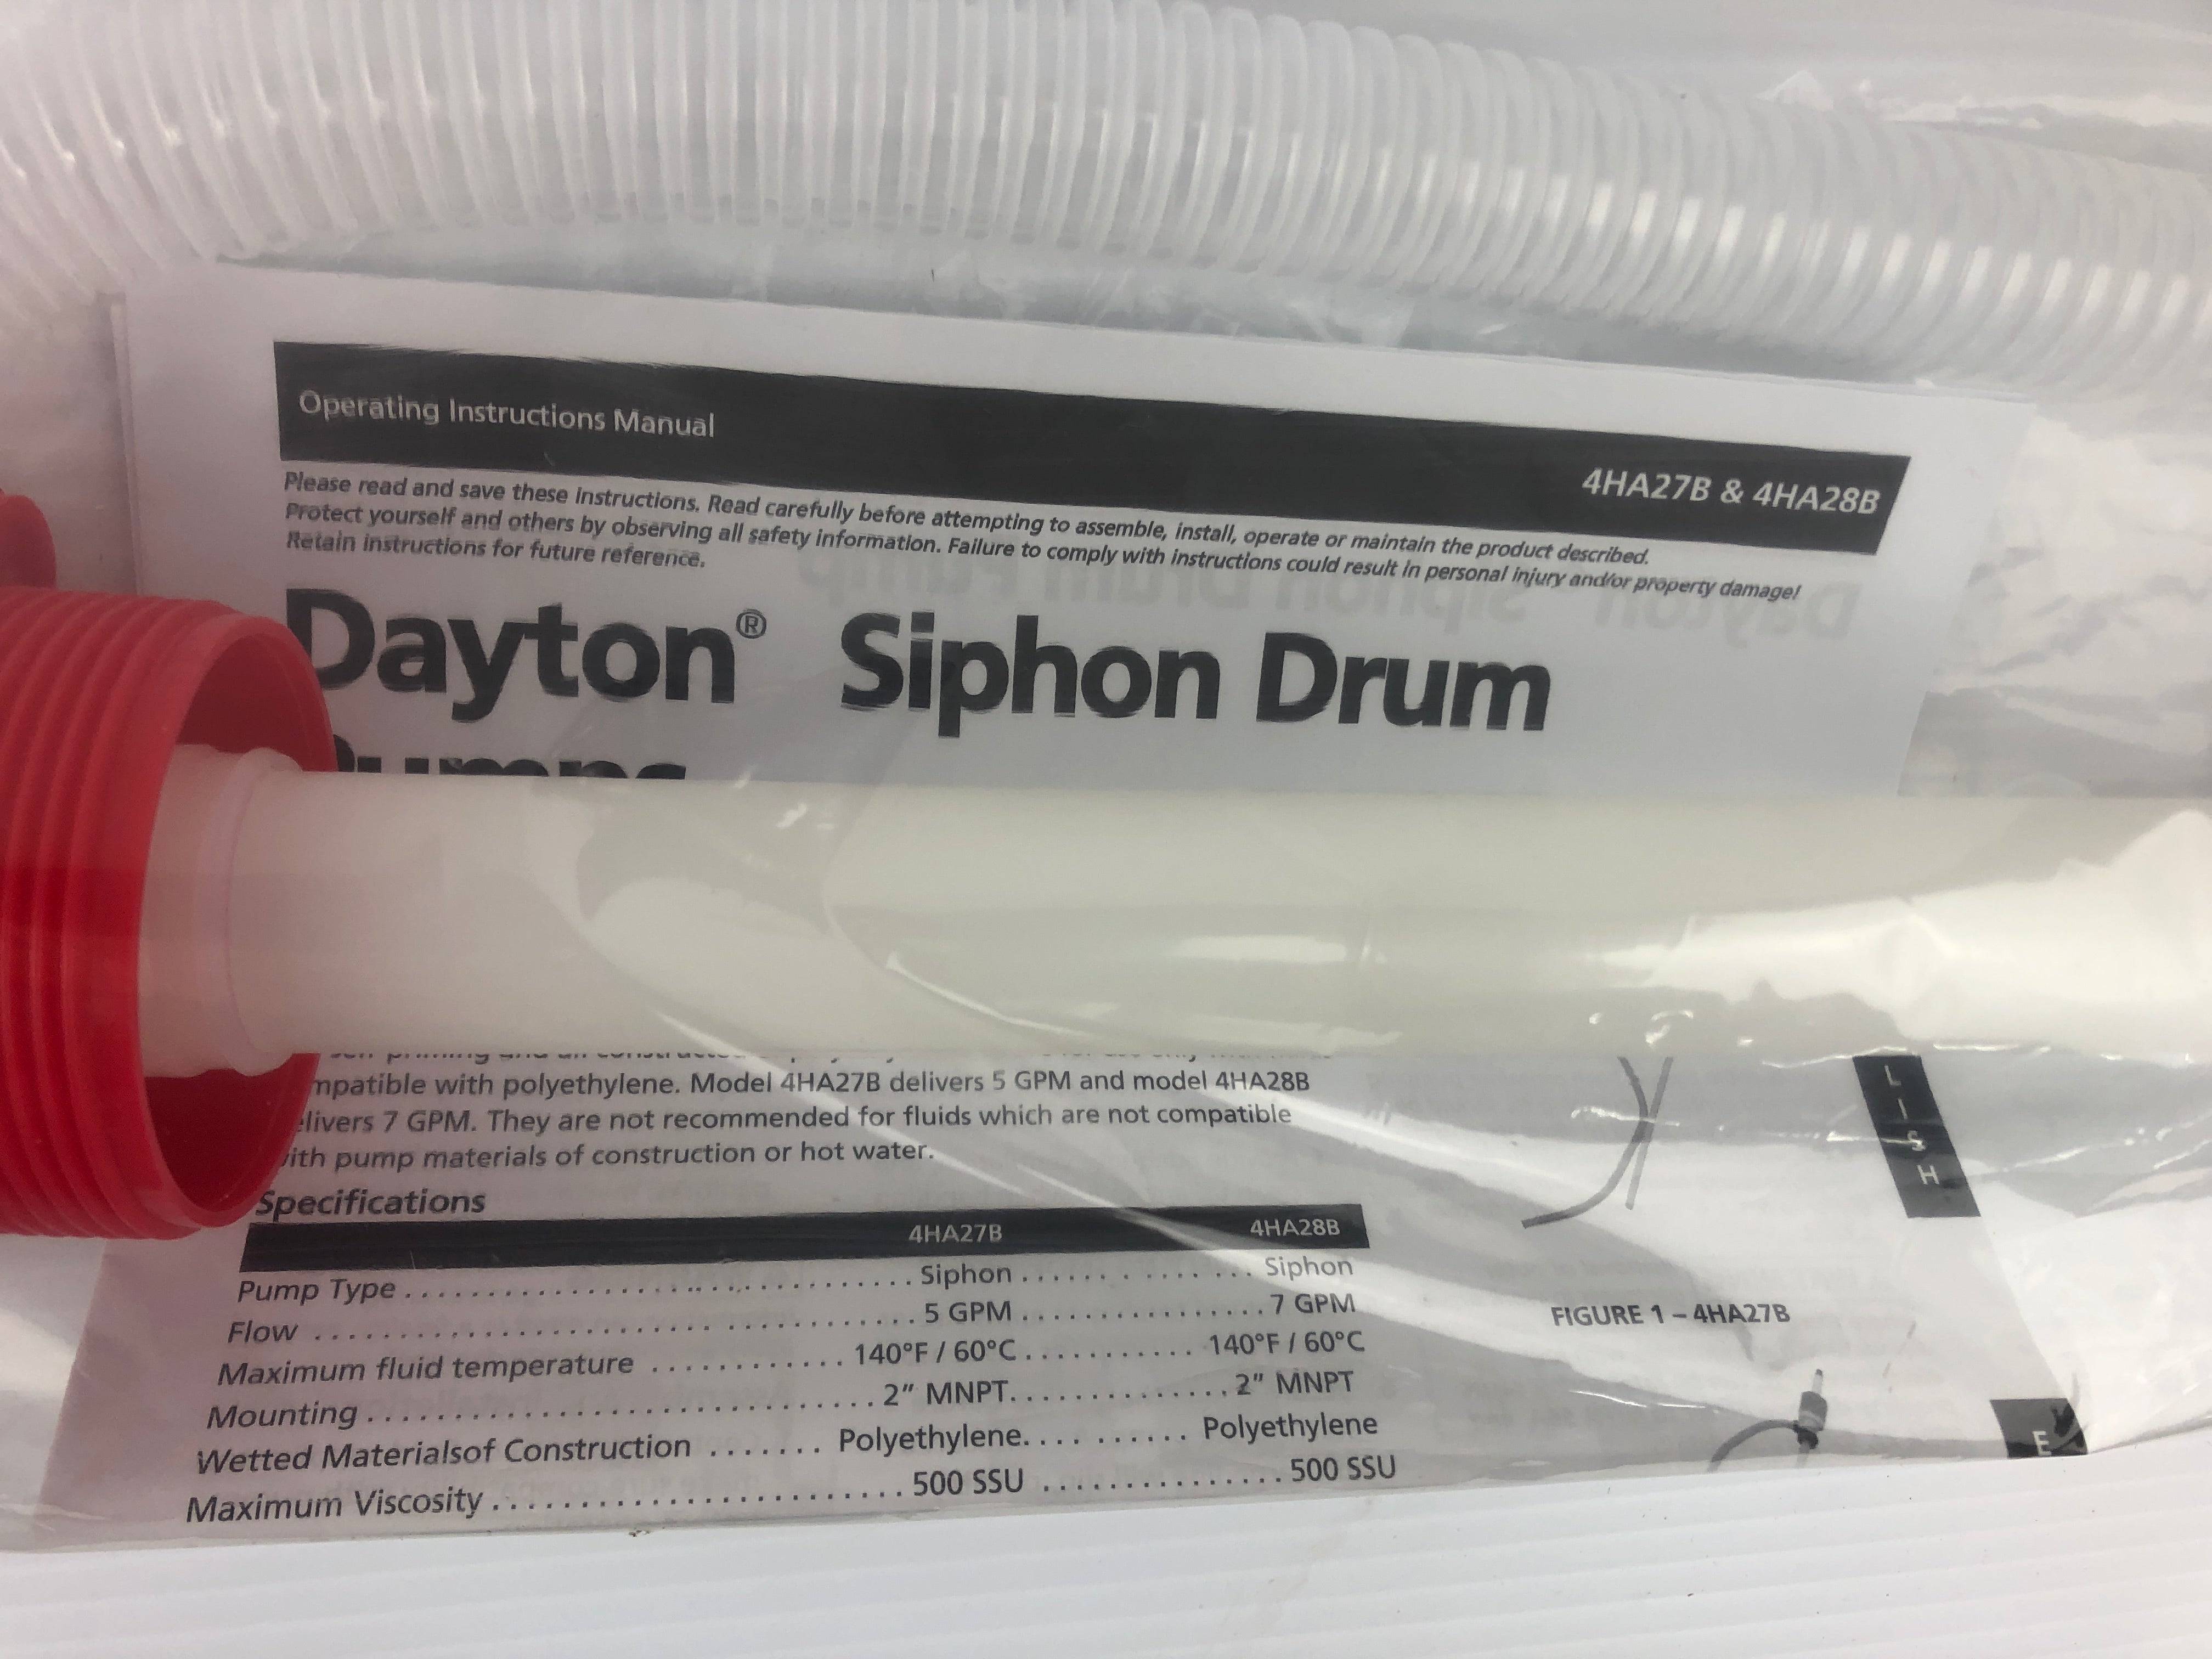 Operating Instructions Manual
4HA27B & 4HA28B
Please read and save these instructions. Read carefully before attempting to assemble, install, operate or maintain the product described.
Protect yourself and others by observing all safety information. Failure to comply with instructions could result in personal injury and/or property damage!
Retain instructions for future reference.
Dayton® Siphon Drum
Pumps
mpatible with polyethylene. Model 4HA27B delivers 5 GPM and model 4HA28B
elivers 7 GPM. They are not recommended for fluids which are not compatible
ith pump materials of construction or hot water.
Specifications
4HA27B 4HA28B
Pump Type . . . . . . . . . . . . . . . . . . . . . . . . . . . . . Siphon . . . . . . . . . . . . . Siphon
Flow . . . . . . . . . . . . . . . . . . . . . . . . . . . . . . . . . . 5 GPM . . . . . . . . . . . . . . 7 GPM
Maximum fluid temperature . . . . . . . . . . . 140°F / 60°C . . . . . . . . . . . 140°F / 60°C
Mounting . . . . . . . . . . . . . . . . . . . . . . . . . . . . . 2” MNPT. . . . . . . . . . . . . . 2” MNPT
Wetted Materialsof Construction . . . . . . . Polyethylene. . . . . . . . . . Polyethylene
Maximum Viscosity . . . . . . . . . . . . . . . . . . . . . . . 500 SSU . . . . . . . . . . . . . . 500 SSU
L
I
S
H
FIGURE 1 – 4HA27B
E